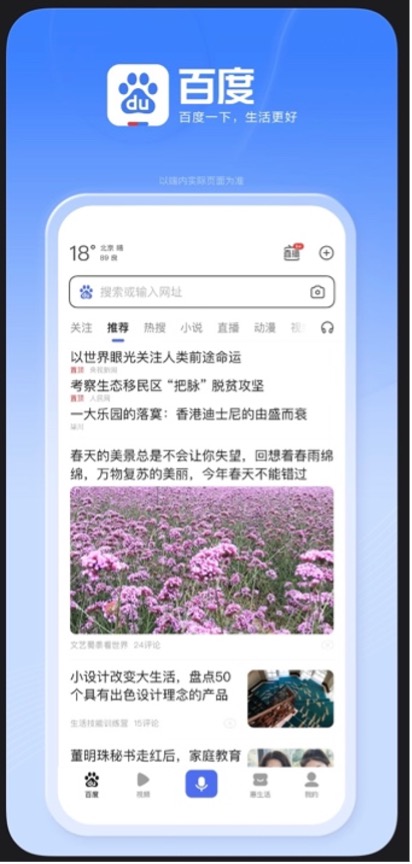 du
百度
百度一下，生活更好
以端内实际页面为准
18°
北京 晴
89 良
直播
搜索或输入网址
关注 推荐 热搜 小说 直播 动漫
以世界眼光关注人类前途命运
置顶 央视新闻
考察生态移民区“把脉”脱贫攻坚
置顶 人民网
一大乐园的落寞：香港迪士尼的由盛而衰
春天的美景总是不会让你失望，回想着春雨绵
绵，万物复苏的美丽，今年春天不能错过
文艺蜀黍看世界 24评论
小设计改变大生活，盘点50
个具有出色设计理念的产品
生活技能训练营 15评论
董明珠秘书走红后，家庭教育
百度 视频 我的